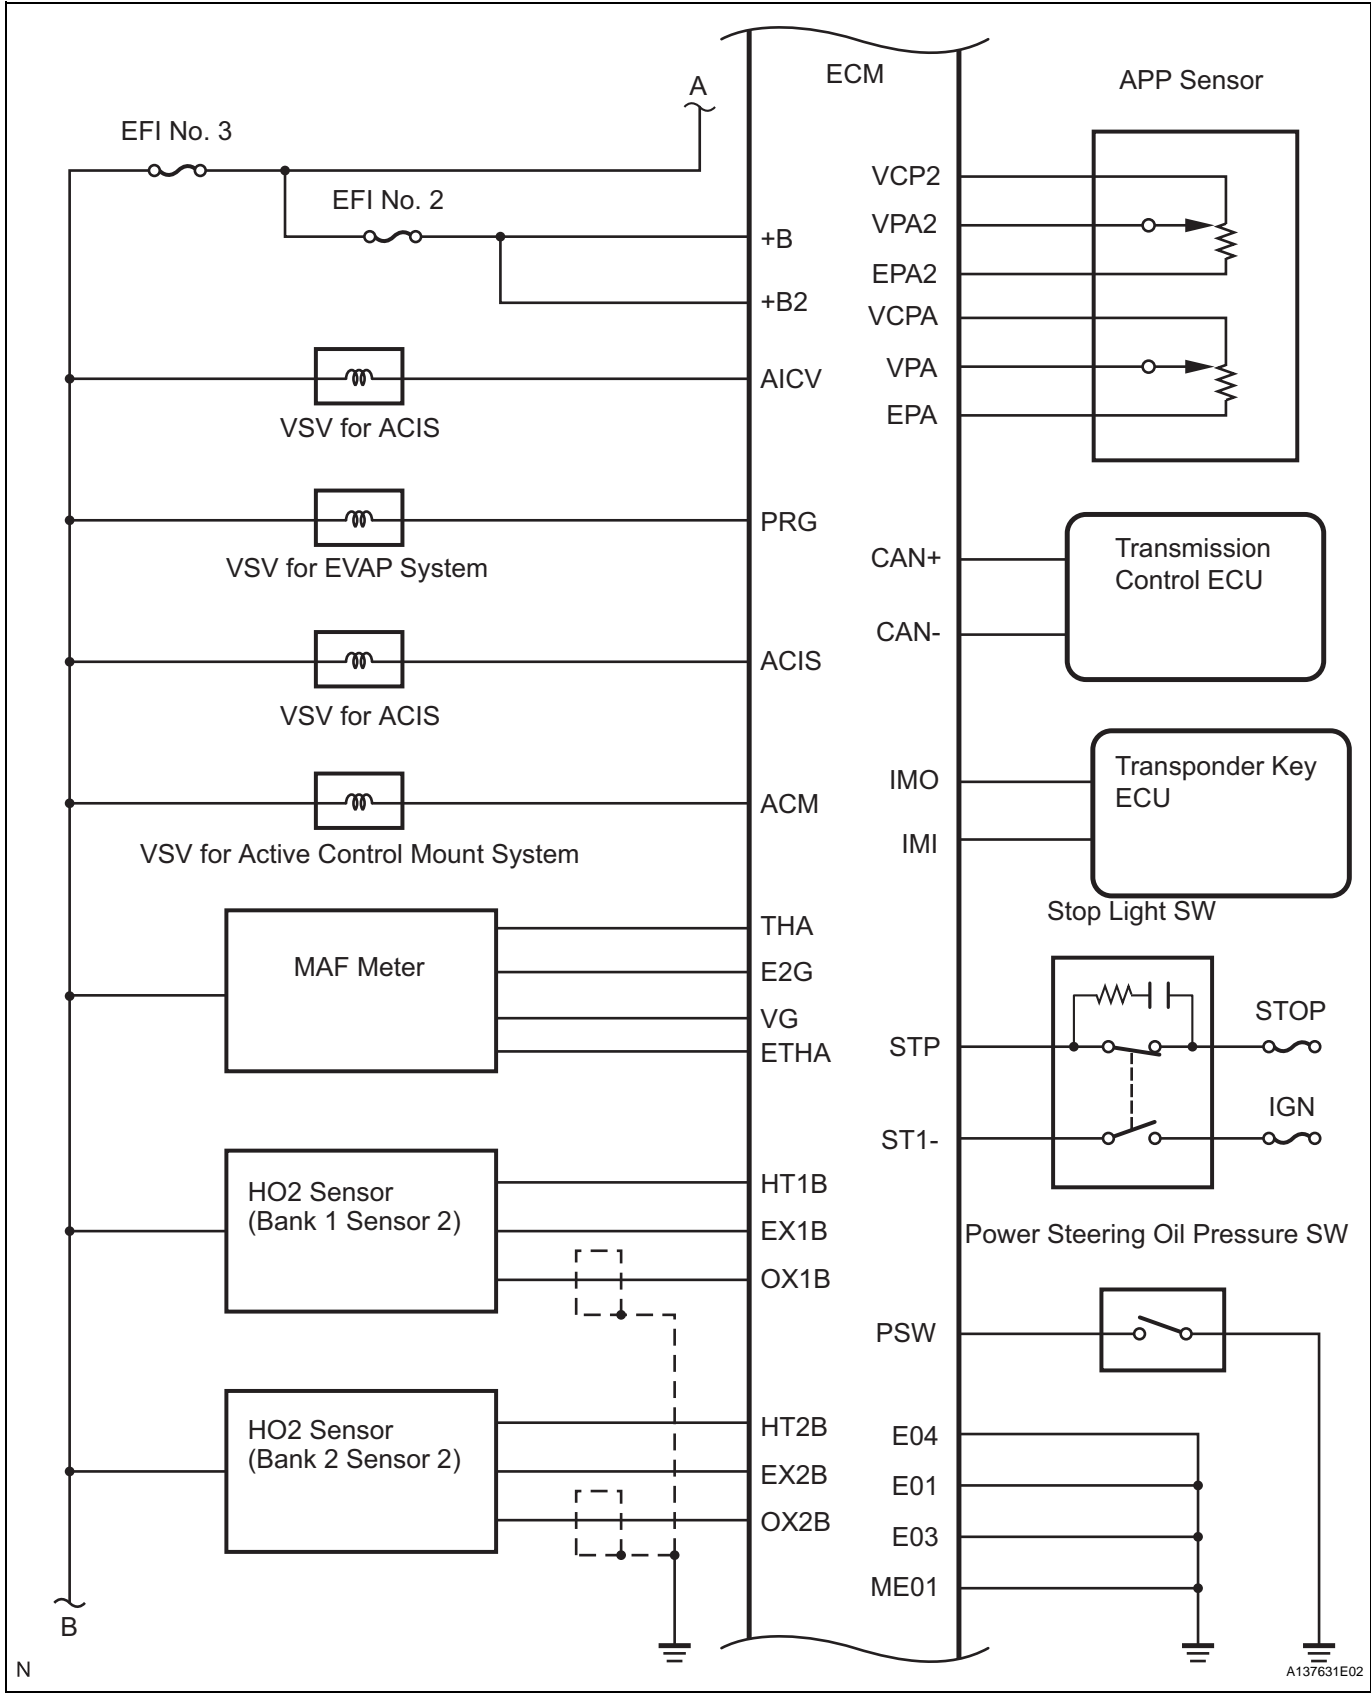 ECM
A
APP Sensor
EFI No. 3
EFI No. 2
+B
+B2
AICV
VSV for ACIS
PRG
VSV for EVAP System
ACIS
VSV for ACIS
ACM
VSV for Active Control Mount System
MAF Meter
THA
E2G
VG
ETHA
HO2 Sensor
(Bank 1 Sensor 2)
HT1B
EX1B
OX1B
HO2 Sensor
(Bank 2 Sensor 2)
HT2B
EX2B
OX2B
B
N
VCP2
VPA2
EPA2
VCPA
VPA
EPA
CAN+
CAN-
Transmission
Control ECU
IMO
IMI
Transponder Key
ECU
Stop Light SW
STP
STOP
ST1-
IGN
Power Steering Oil Pressure SW
PSW
E04
E01
E03
ME01
A137631E02